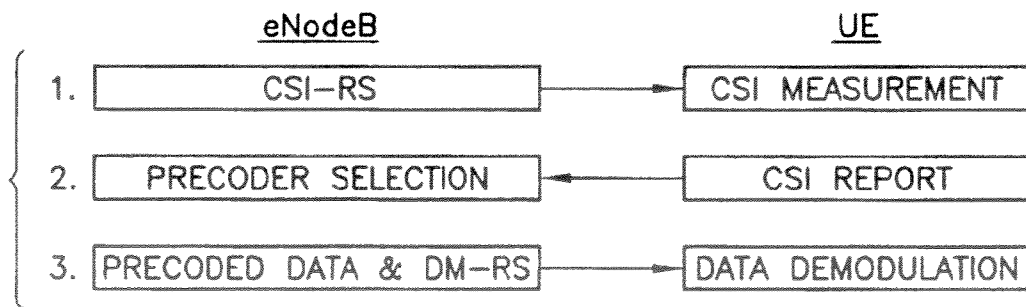 eNodeB UE
1. CSI-RS CSI MEASUREMENT
2. PRECODER SELECTION CSI REPORT
3. PRECODED DATA & DM-RS DATA DEMODULATION